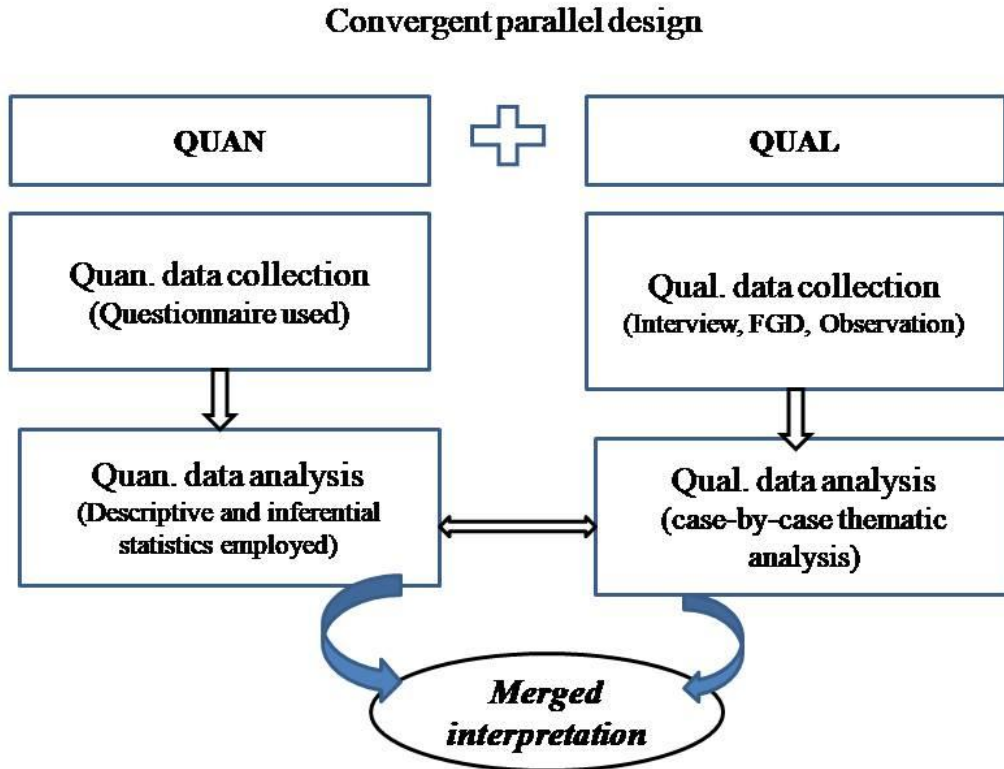 Convergent parallel design
QUAN
QUAL
Quan. data collection
(Questionnaire used)
Qual. data collection
(Interview, FGD, Observation)
Quan. data analysis
(Descriptive and inferential
statistics employed)
Qual. data analysis
(case-by-case thematic
analysis)
Merged
interpretation